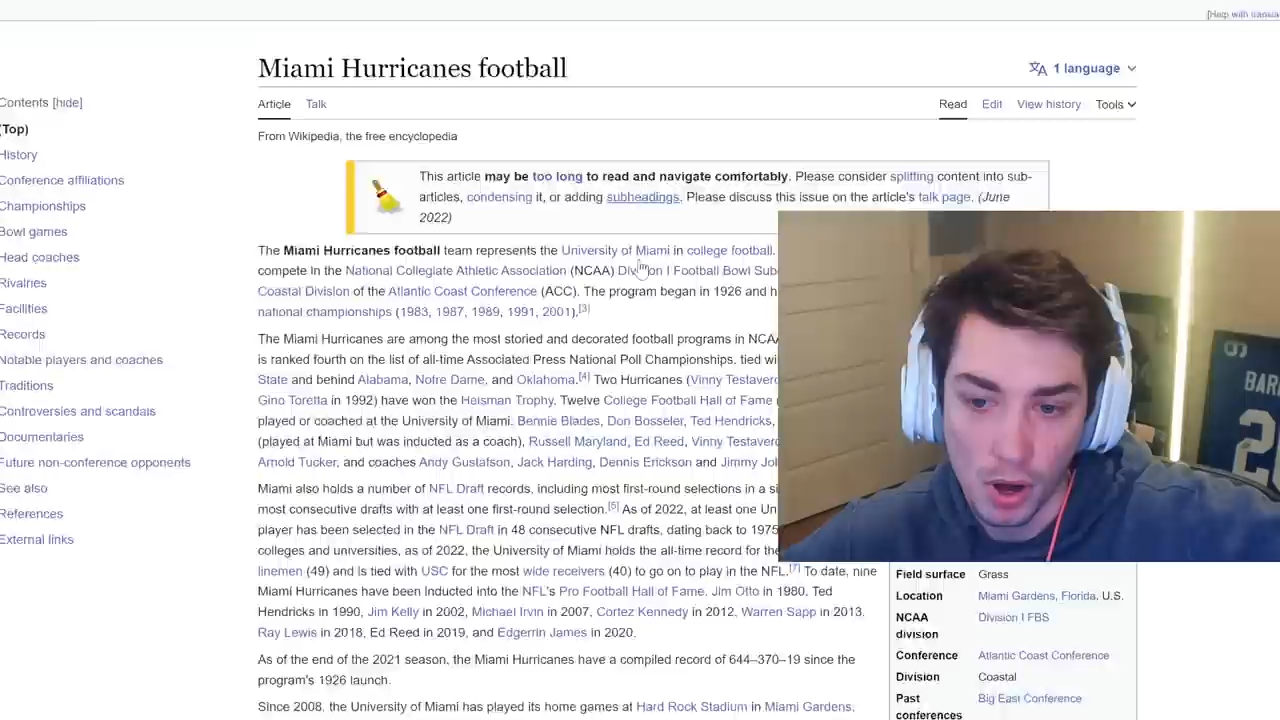 [Help with transla
Miami Hurricanes football
1 language
Contents [hide]
Article Talk
Read Edit View history Tools
(Top)
From Wikipedia, the free encyclopedia
History
Conference affiliations
Championships
Bowl games
Head coaches
Rivalries
Facilities
Records
Notable players and coaches
Traditions
Controversies and scandals
Documentaries
Future non-conference opponents
See also
References
External links
This article may be too long to read and navigate comfortably. Please consider splitting content into sub-
articles, condensing it, or adding subheadings. Please discuss this issue on the article's talk page. (June
2022)
The Miami Hurricanes football team represents the University of Miami in college football.
compete in the National Collegiate Athletic Association (NCAA) Division I Football Bowl Sub
Coastal Division of the Atlantic Coast Conference (ACC). The program began in 1926 and h
national championships (1983, 1987, 1989, 1991, 2001).[3]
The Miami Hurricanes are among the most storied and decorated football programs in NCA
is ranked fourth on the list of all-time Associated Press National Poll Championships, tied wi
State and behind Alabama, Notre Dame, and Oklahoma.[4] Two Hurricanes (Vinny Testaver
Gino Toretta in 1992) have won the Heisman Trophy. Twelve College Football Hall of Fame
played or coached at the University of Miami. Bennie Blades, Don Bosseler, Ted Hendricks,
(played at Miami but was inducted as a coach), Russell Maryland, Ed Reed, Vinny Testaver
Arnold Tucker, and coaches Andy Gustafson, Jack Harding, Dennis Erickson and Jimmy Jo
Miami also holds a number of NFL Draft records, including most first-round selections in a si
most consecutive drafts with at least one first-round selection.[5] As of 2022, at least one Un
player has been selected in the NFL Draft in 48 consecutive NFL drafts, dating back to 1975
colleges and universities, as of 2022, the University of Miami holds the all-time record for the
linemen (49) and is tied with USC for the most wide receivers (40) to go on to play in the NFL.[7] To date, nine
Miami Hurricanes have been inducted into the NFL's Pro Football Hall of Fame. Jim Otto in 1980, Ted
Hendricks in 1990, Jim Kelly in 2002, Michael Irvin in 2007, Cortez Kennedy in 2012, Warren Sapp in 2013.
Ray Lewis in 2018, Ed Reed in 2019, and Edgerrin James in 2020.
As of the end of the 2021 season, the Miami Hurricanes have a compiled record of 644–370–19 since the
program's 1926 launch.
Since 2008, the University of Miami has played its home games at Hard Rock Stadium in Miami Gardens,
BAR
Field surface Grass
Location Miami Gardens, Florida, U.S.
NCAA Division I FBS
division
Conference Atlantic Coast Conference
Division Coastal
Past Big East Conference
conferences